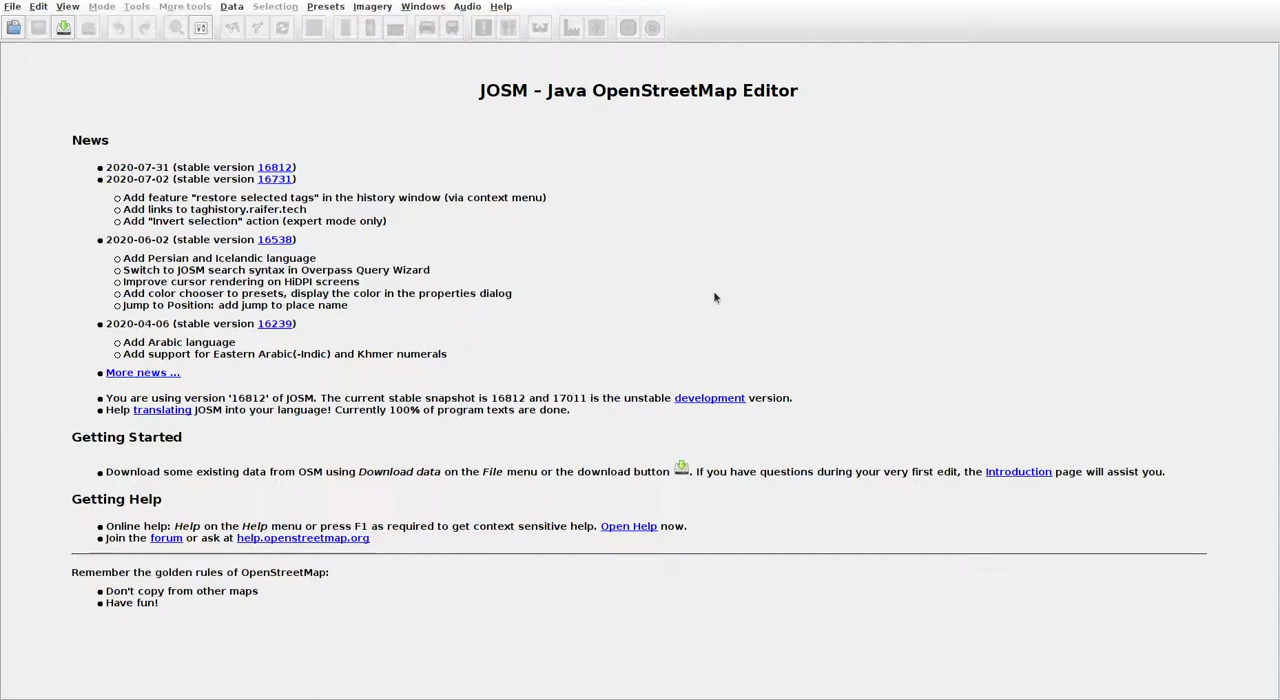 File Edit View Mode Tools More tools Data Selection Presets Imagery Windows Audio Help
JOSM – Java OpenStreetMap Editor
News
2020-07-31 (stable version 16812)
2020-07-02 (stable version 16731)
Add feature "restore selected tags" in the history window (via context menu)
Add links to taghistory.raifer.tech
Add "Invert selection" action (expert mode only)
2020-06-02 (stable version 16538)
Add Persian and Icelandic language
Switch to JOSM search syntax in Overpass Query Wizard
Improve cursor rendering on HiDPI screens
Add color chooser to presets, display the color in the properties dialog
Jump to Position: add jump to place name
2020-04-06 (stable version 16239)
Add Arabic language
Add support for Eastern Arabic(-Indic) and Khmer numerals
More news ...
You are using version '16812' of JOSM. The current stable snapshot is 16812 and 17011 is the unstable development version.
Help translating JOSM into your language! Currently 100% of program texts are done.
Getting Started
Download some existing data from OSM using Download data on the File menu or the download button . If you have questions during your very first edit, the Introduction page will assist you.
Getting Help
Online help: Help on the Help menu or press F1 as required to get context sensitive help. Open Help now.
Join the forum or ask at help.openstreetmap.org
Remember the golden rules of OpenStreetMap:
Don't copy from other maps
Have fun!